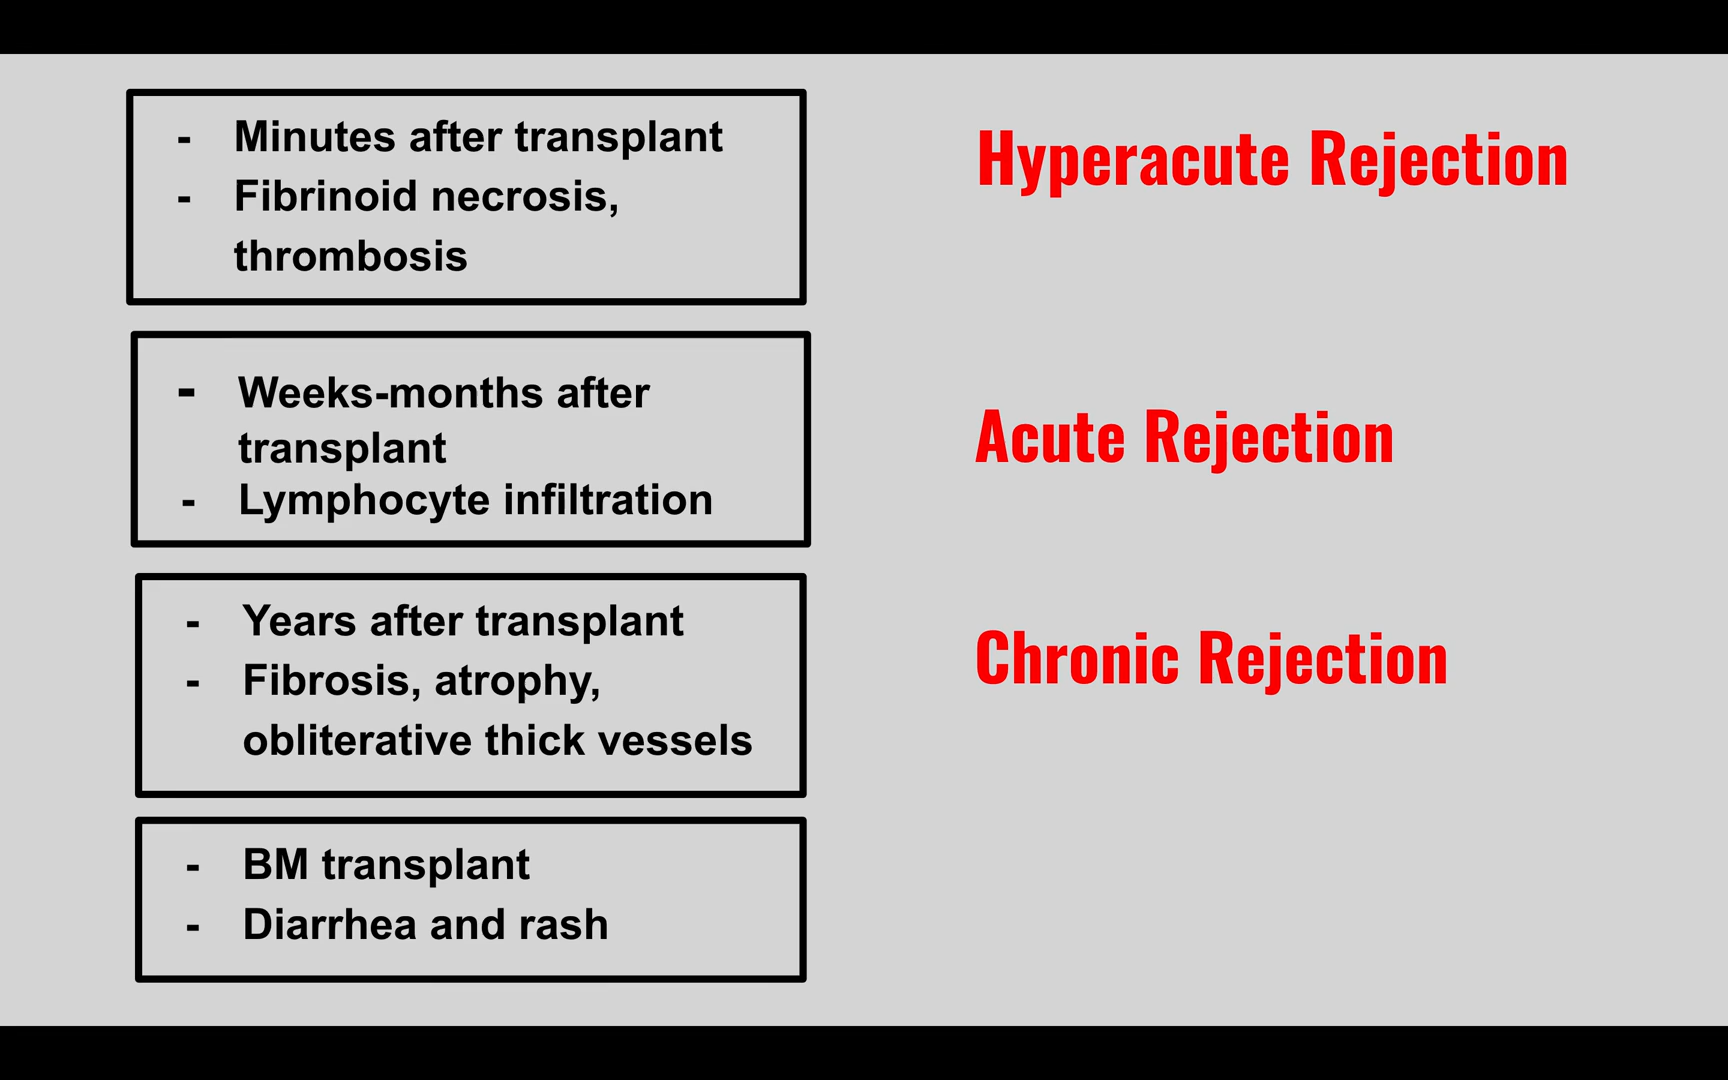 - Minutes after transplant
- Fibrinoid necrosis,
thrombosis
Hyperacute Rejection
- Weeks-months after
transplant
- Lymphocyte infiltration
Acute Rejection
- Years after transplant
- Fibrosis, atrophy,
obliterative thick vessels
Chronic Rejection
- BM transplant
- Diarrhea and rash